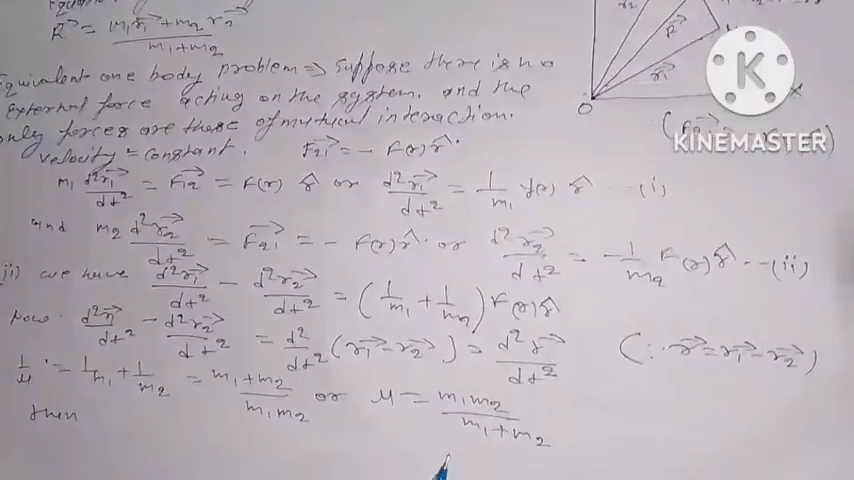 R⃗ = m₁r₁⃗ + m₂r₂⃗ / m₁+m₂
r₂
R⃗
r₁⃗
O
X
K
KINEMASTER
Equivalent one body problem ⇒ Suppose there is no
External force acting on the system. and the
only forces are those of mutual interaction.
Velocity = constant. F₂₁⃗ = - F(r) r̂.
m₁ d²r₁⃗/dt² = F₁₂⃗ = F(r) r̂ or d²r₁⃗/dt² = 1/m₁ F(r) r̂ --(i)
and m₂ d²r₂⃗/dt² = F₂₁⃗ = - F(r) r̂. or d²r₂⃗/dt² = -1/m₂ F(r) r̂ --(ii)
ii) we have d²r₁⃗/dt² - d²r₂⃗/dt² = (1/m₁ + 1/m₂) F(r) r̂
Now. d²r₁⃗/dt² - d²r₂⃗/dt² = d²/dt² (r₁⃗ - r₂⃗) = d²r⃗/dt² (∵ r⃗ = r₁⃗ - r₂⃗)
1/μ = 1/m₁ + 1/m₂ = m₁+m₂/m₁m₂ or μ = m₁m₂/m₁+m₂
then